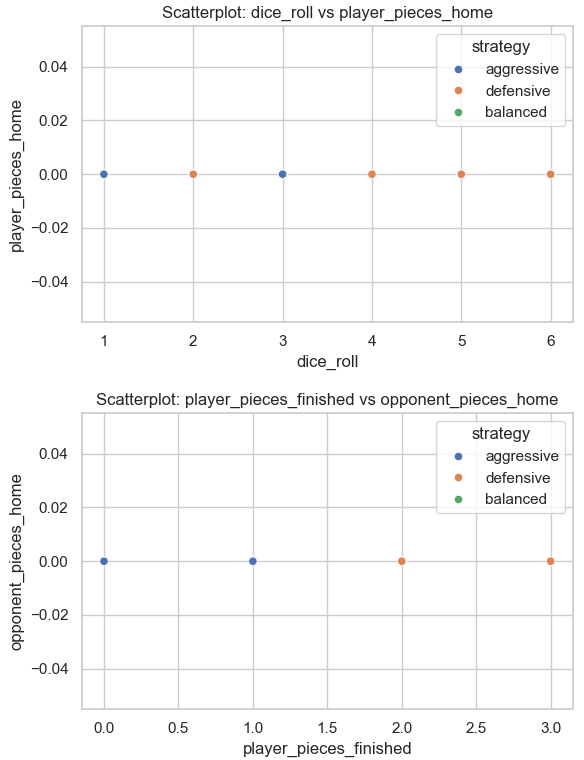 Scatterplot: dice_roll vs player_pieces_home
strategy
aggressive
defensive
balanced
0.04
0.02
0.00
−0.02
−0.04
player_pieces_home
1 2 3 4 5 6
dice_roll
Scatterplot: player_pieces_finished vs opponent_pieces_home
strategy
aggressive
defensive
balanced
0.04
0.02
0.00
−0.02
−0.04
opponent_pieces_home
0.0 0.5 1.0 1.5 2.0 2.5 3.0
player_pieces_finished